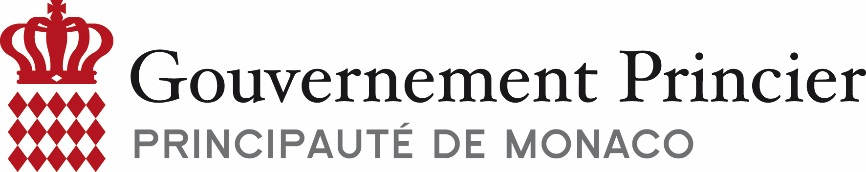 Gouvernement Princier
PRINCIPAUTÉ DE MONACO